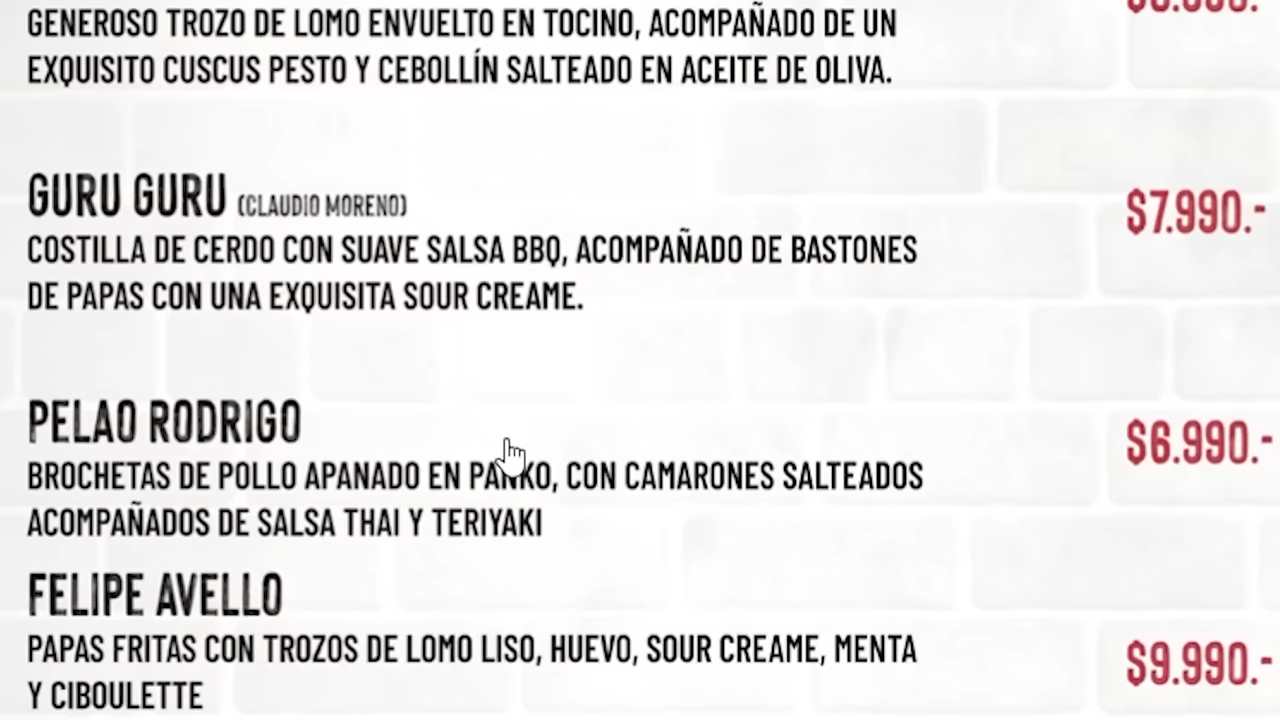 GENEROSO TROZO DE LOMO ENVUELTO EN TOCINO, ACOMPAÑADO DE UN
EXQUISITO CUSCUS PESTO Y CEBOLLÍN SALTEADO EN ACEITE DE OLIVA.
GURU GURU (CLAUDIO MORENO)
$7.990.-
COSTILLA DE CERDO CON SUAVE SALSA BBQ, ACOMPAÑADO DE BASTONES
DE PAPAS CON UNA EXQUISITA SOUR CREAME.
PELAO RODRIGO
$6.990.-
BROCHETAS DE POLLO APANADO EN PANKO, CON CAMARONES SALTEADOS
ACOMPAÑADOS DE SALSA THAI Y TERIYAKI
FELIPE AVELLO
PAPAS FRITAS CON TROZOS DE LOMO LISO, HUEVO, SOUR CREAME, MENTA
$9.990.-
Y CIBOULETTE